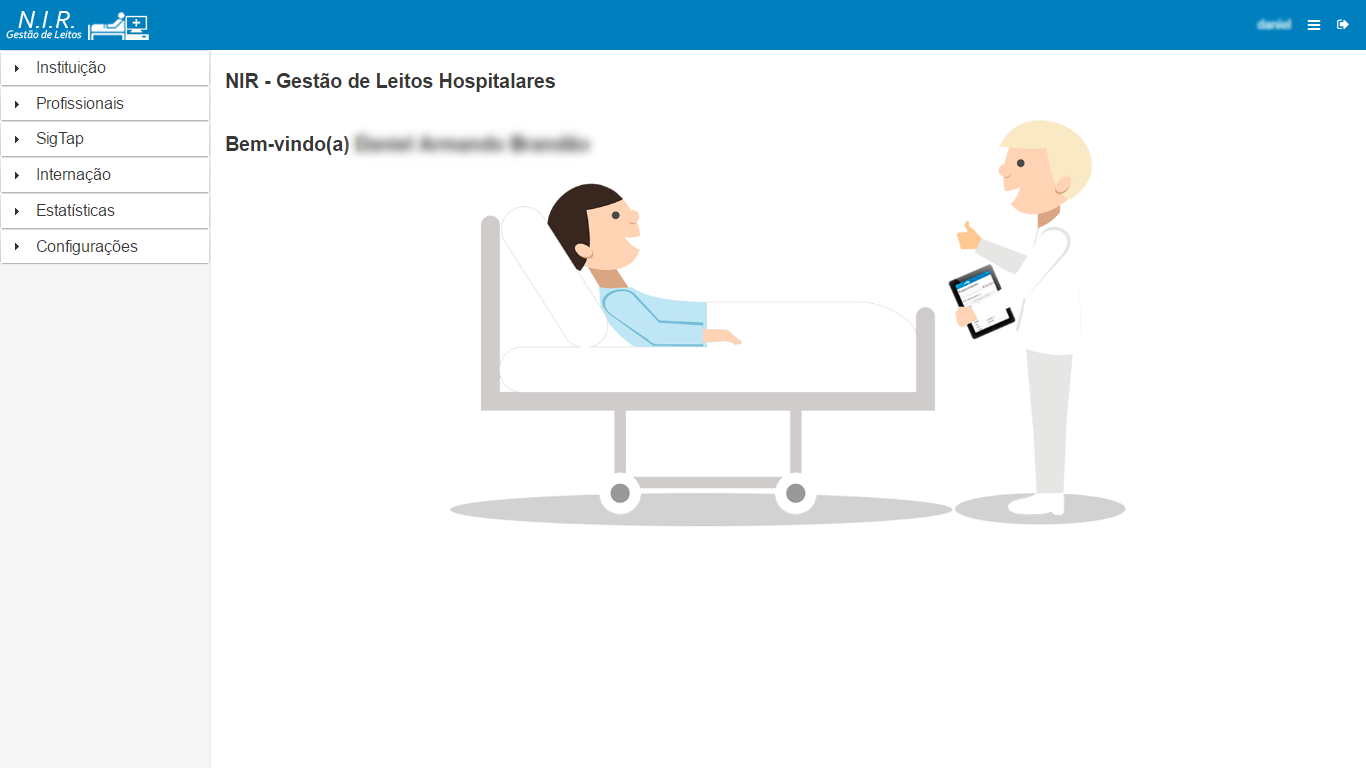 N.I.R.
Gestão de Leitos
Instituição
Profissionais
SigTap
Internação
Estatísticas
Configurações
NIR - Gestão de Leitos Hospitalares
Bem-vindo(a)